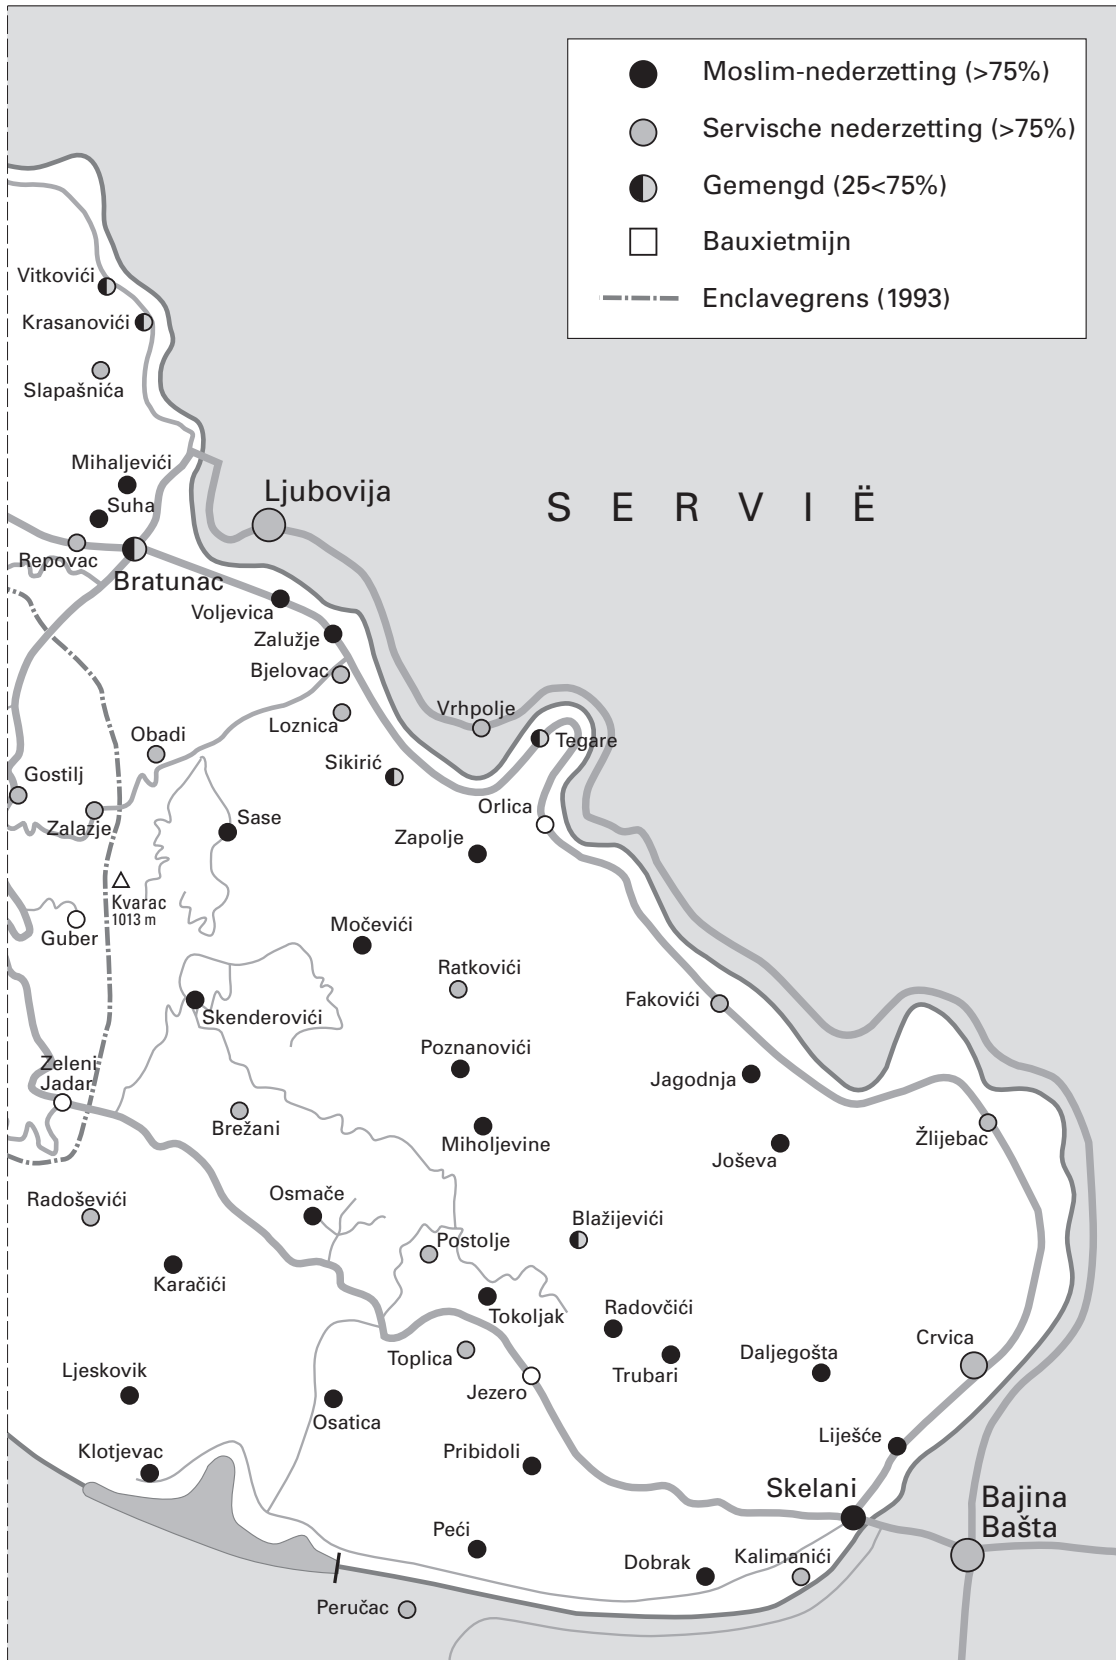 Moslim-nederzetting (>75%)
Servische nederzetting (>75%)
Gemengd (25<75%)
Bauxietmijn
Enclavegrens (1993)
Vitkovići
Krasanovići
Slapašnića
Mihaljevići
Suha
Ljubovija
SERVIË
Repovac
Bratunac
Voljevica
Zalužje
Bjelovac
Loznica
Vrhpolje
Obadi
Tegare
Sikirić
Gostilj
Orlica
Zalazje
Sase
Zapolje
Kvarac
1013 m
Guber
Močevići
Ratkovići
Fakovići
Skenderovići
Poznanovići
Zeleni
Jadar
Jagodnja
Brežani
Miholjevine
Žlijebac
Joševa
Radoševići
Osmače
Blažijevići
Postolje
Karačići
Tokoljak
Radovčići
Crvica
Toplica
Trubari
Daljegošta
Ljeskovik
Jezero
Osatica
Liješće
Klotjevac
Pribidoli
Skelani
Bajina
Bašta
Peći
Dobrak
Kalimanići
Peručac